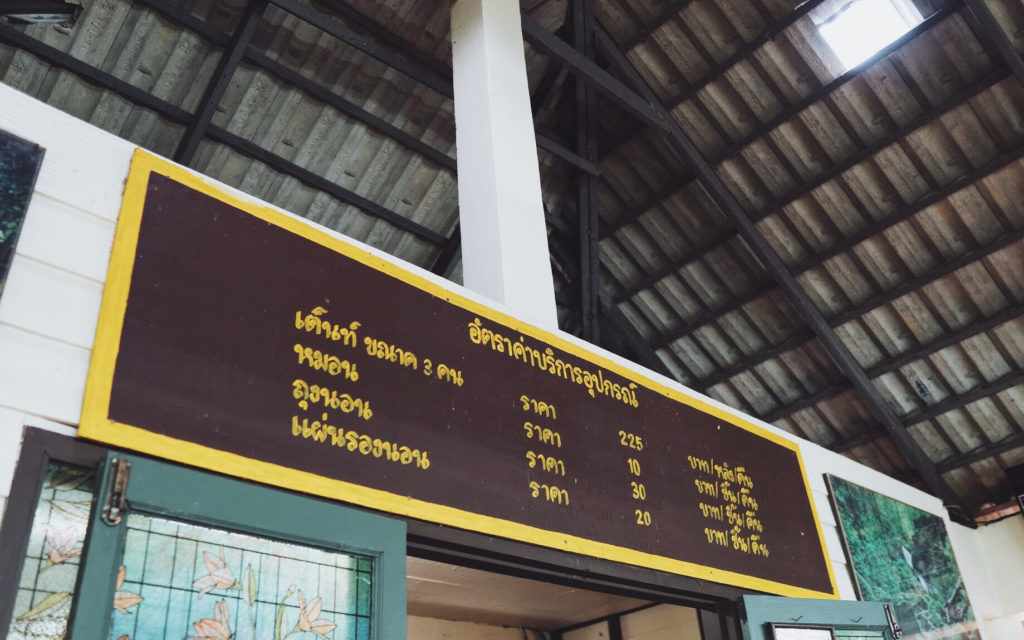 อัตราค่าบริการอุปกรณ์
เต็นท์ ขนาด 3 คน ราคา 225 บาท/หลัง/คืน
หมอน ราคา 10 บาท/ชิ้น/คืน
ถุงนอน ราคา 30 บาท/ชิ้น/คืน
แผ่นรองนอน ราคา 20 บาท/ชิ้น/คืน